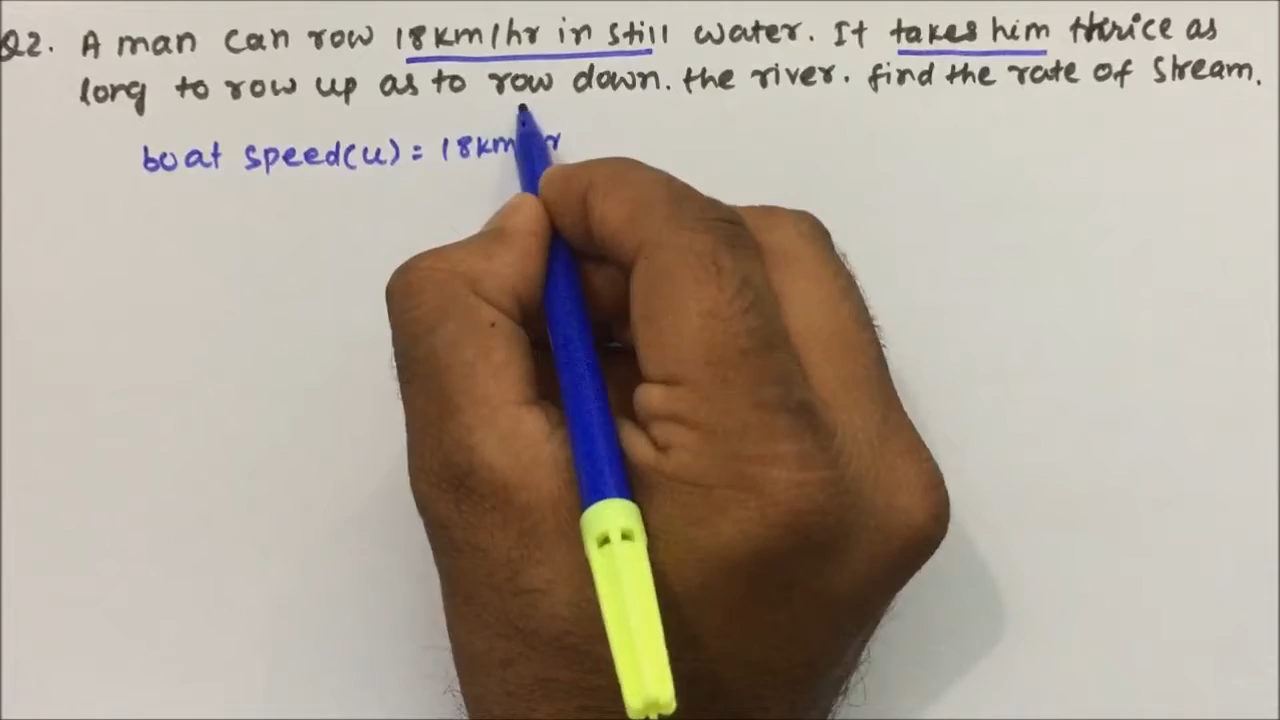 Q2. A man can row 18km/hr in still water. It takes him thrice as
long to row up as to row down. the river. find the rate of stream.
boat speed(u) = 18km